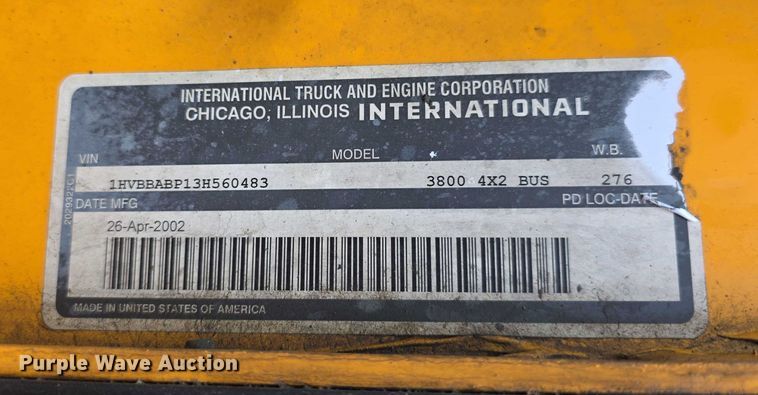 INTERNATIONAL TRUCK AND ENGINE CORPORATION
CHICAGO, ILLINOIS INTERNATIONAL
VIN MODEL W.B.
1HVBBABP13H560483 3800 4X2 BUS 276
DATE MFG PD LOC-DATE
26-Apr-2002
MADE IN UNITED STATES OF AMERICA
Purple Wave Auction